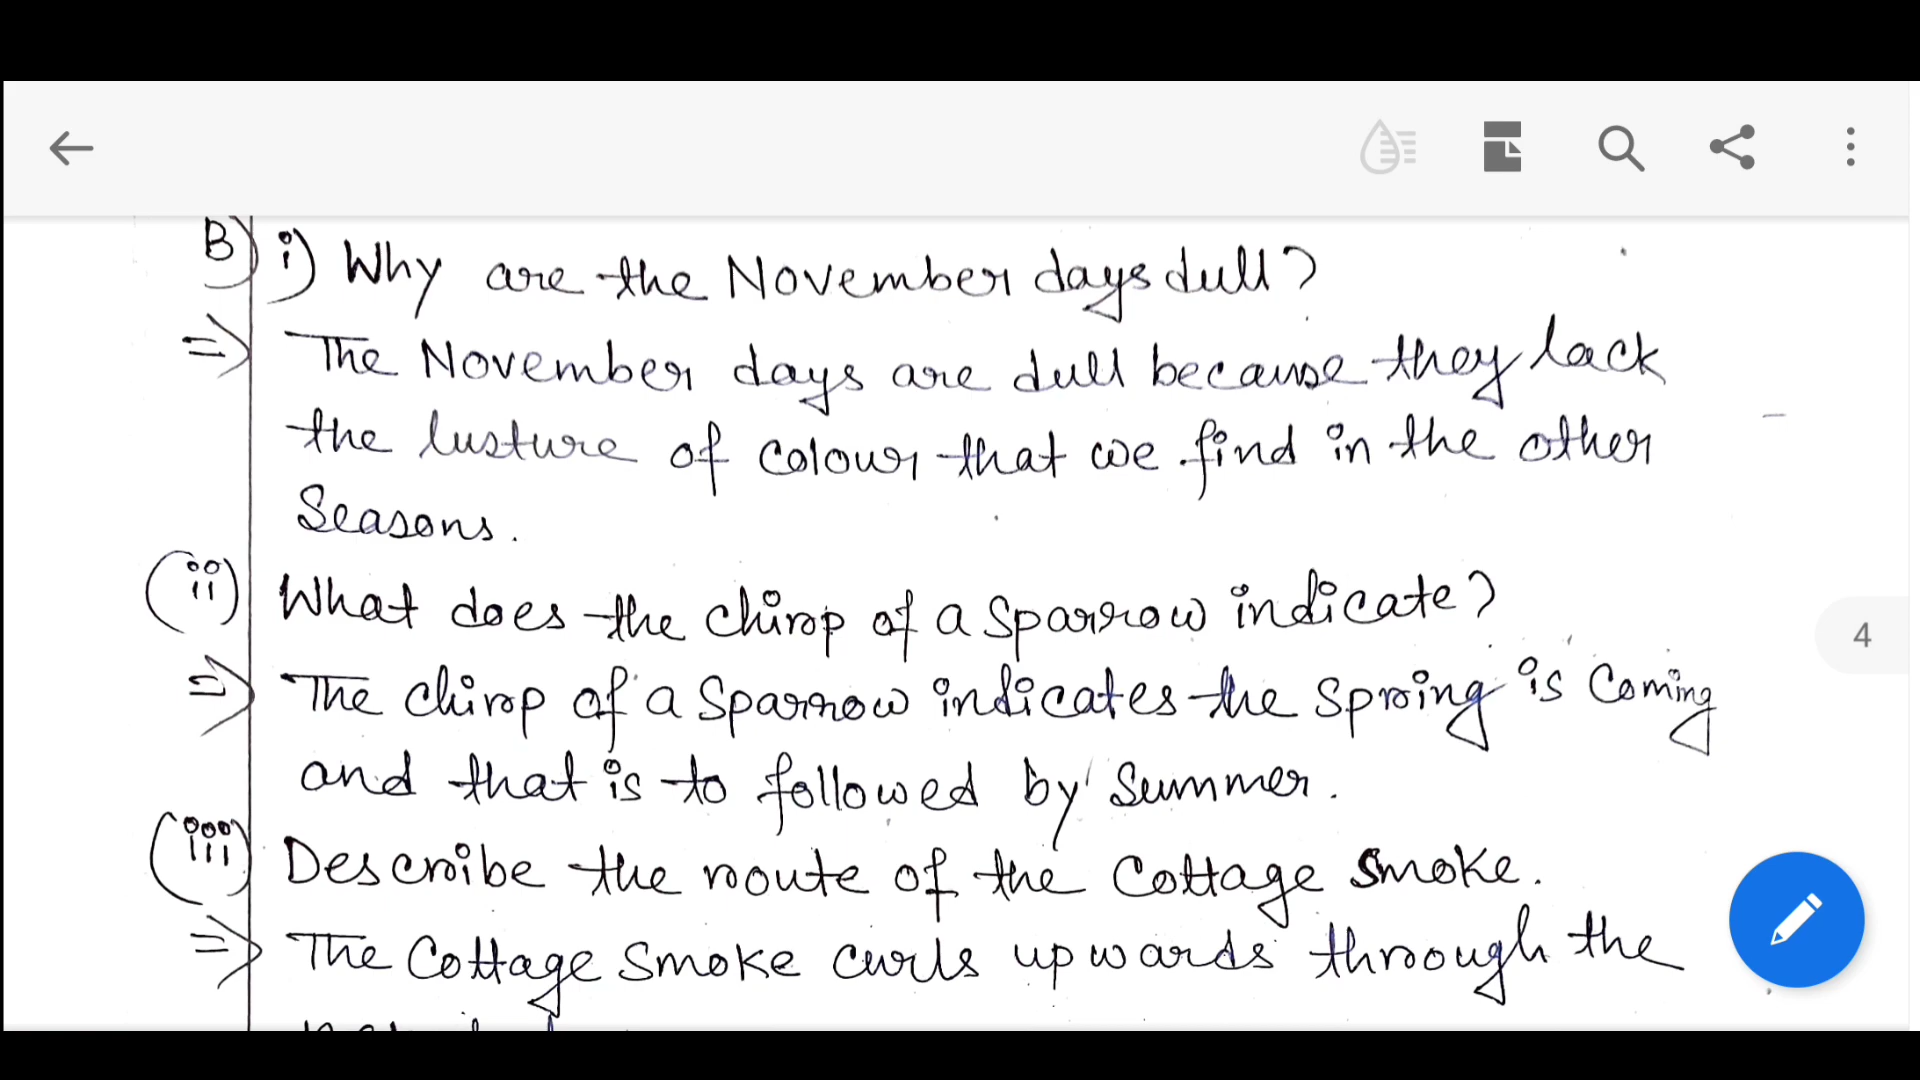 B) i) Why are the November days dull?
=> The November days are dull because they lack
the lusture of colour that we find in the other
Seasons.
(ii) What does the chirp of a Sparrow indicate?
=> The chirp of a Sparrow indicates the Spring is Coming
and that is to followed by Summer.
(iii) Describe the route of the Cottage Smoke.
=> The Cottage Smoke curls upwards through the
4